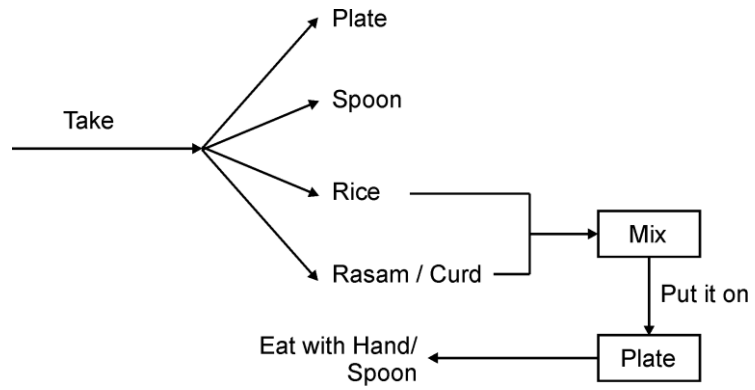 Plate
Take
Spoon
Rice
Mix
Rasam / Curd
Put it on
Eat with Hand/
Spoon
Plate